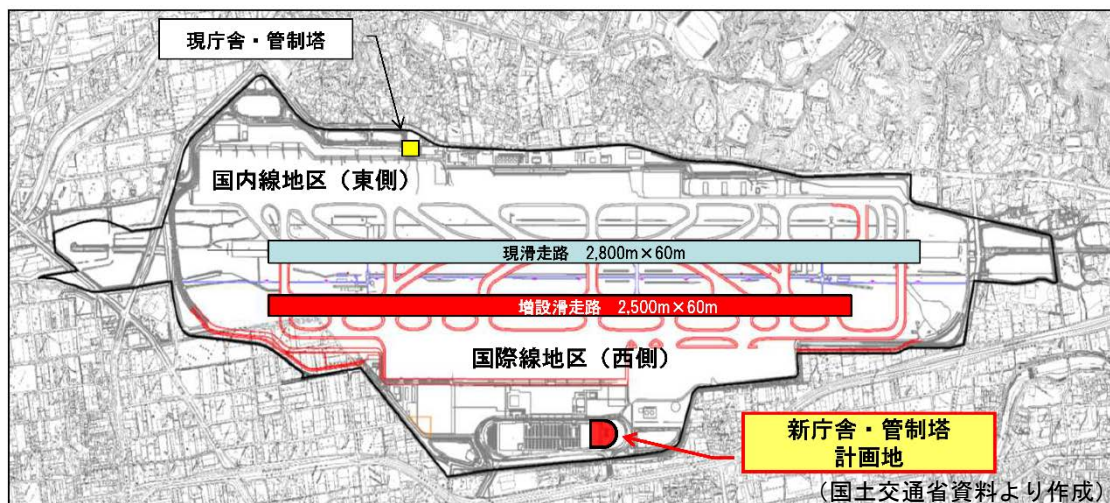 現庁舎・管制塔
国内線地区（東側）
現滑走路　2,800m×60m
増設滑走路　2,500m×60m
国際線地区（西側）
新庁舎・管制塔
計画地
（国土交通省資料より作成）